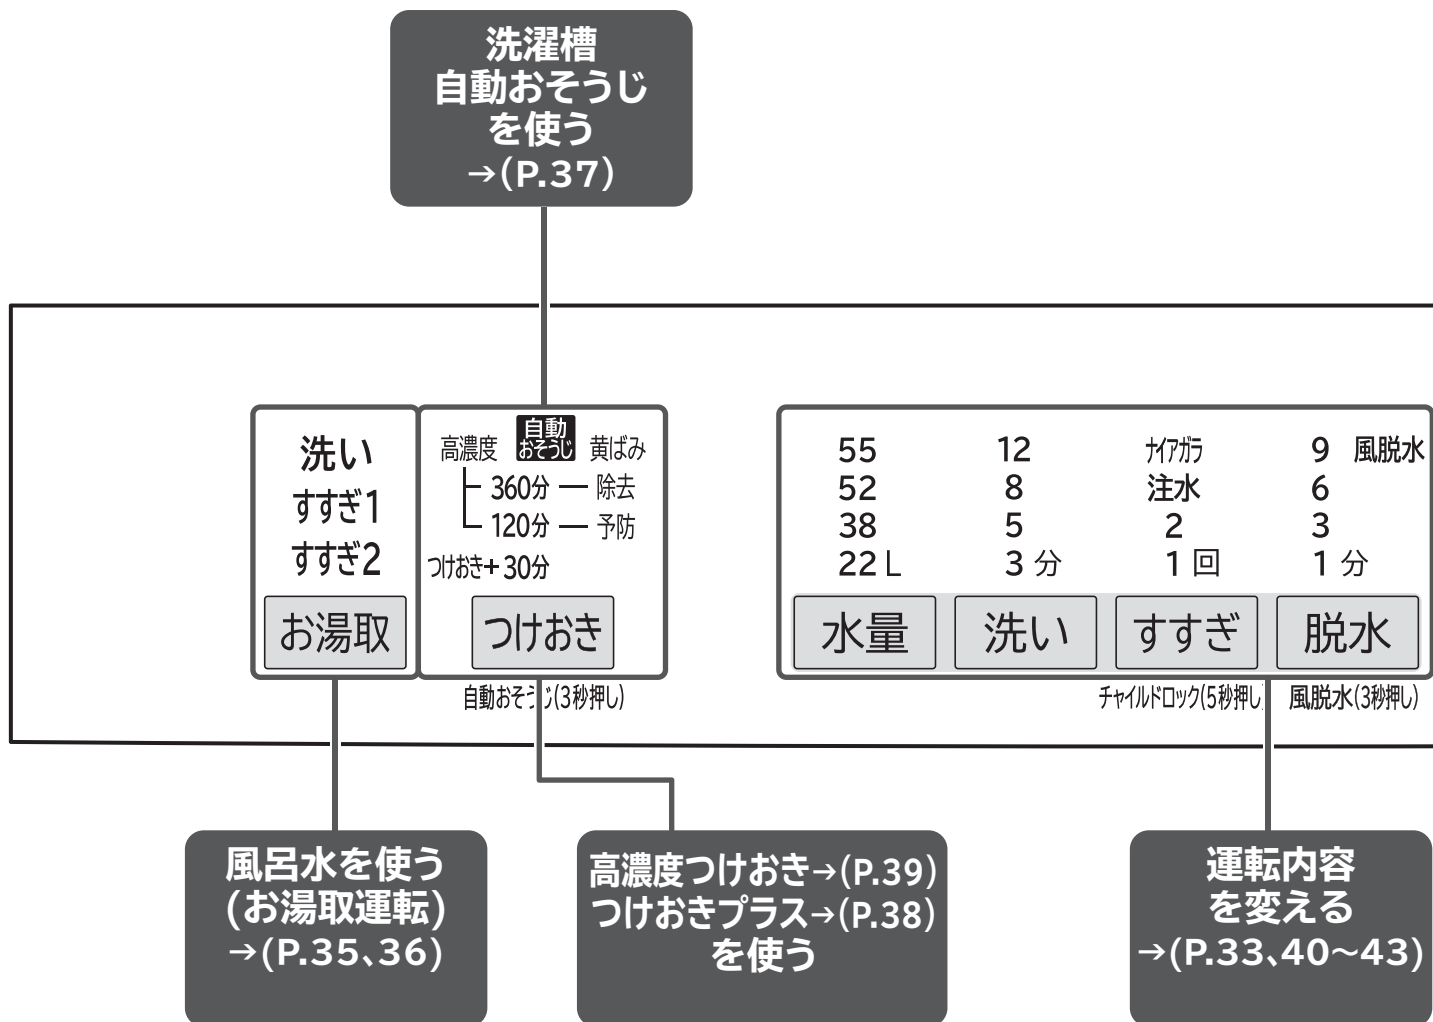 洗濯槽
自動おそうじ
を使う
→(P.37)
洗い
すすぎ1
すすぎ2
お湯取
自動
おそうじ
高濃度
黄ばみ
360分
除去
120分
予防
つけおき+30分
つけおき
自動おそうじ(3秒押し)
55 12 ナイアガラ 9 風脱水
52 8 注水 6
38 5 2 3
22L 3分 1回 1分
水量 洗い すすぎ 脱水
チャイルドロック(5秒押し) 風脱水(3秒押し)
風呂水を使う
(お湯取運転)
→(P.35、36)
高濃度つけおき→(P.39)
つけおきプラス→(P.38)
を使う
運転内容
を変える
→(P.33、40~43)